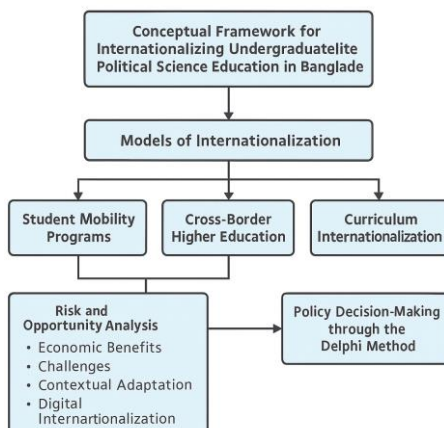 Conceptual Framework for
Internationalizing Undergraduatelite
Political Science Education in Banglade
Models of Internationalization
Student Mobility
Programs
Cross-Border
Higher Education
Curriculum
Internationalization
Risk and
Opportunity Analysis
• Economic Benefits
• Challenges
• Contextual Adaptation
• Digital
Internartionalization
Policy Decision-Making
through the
Delphi Method